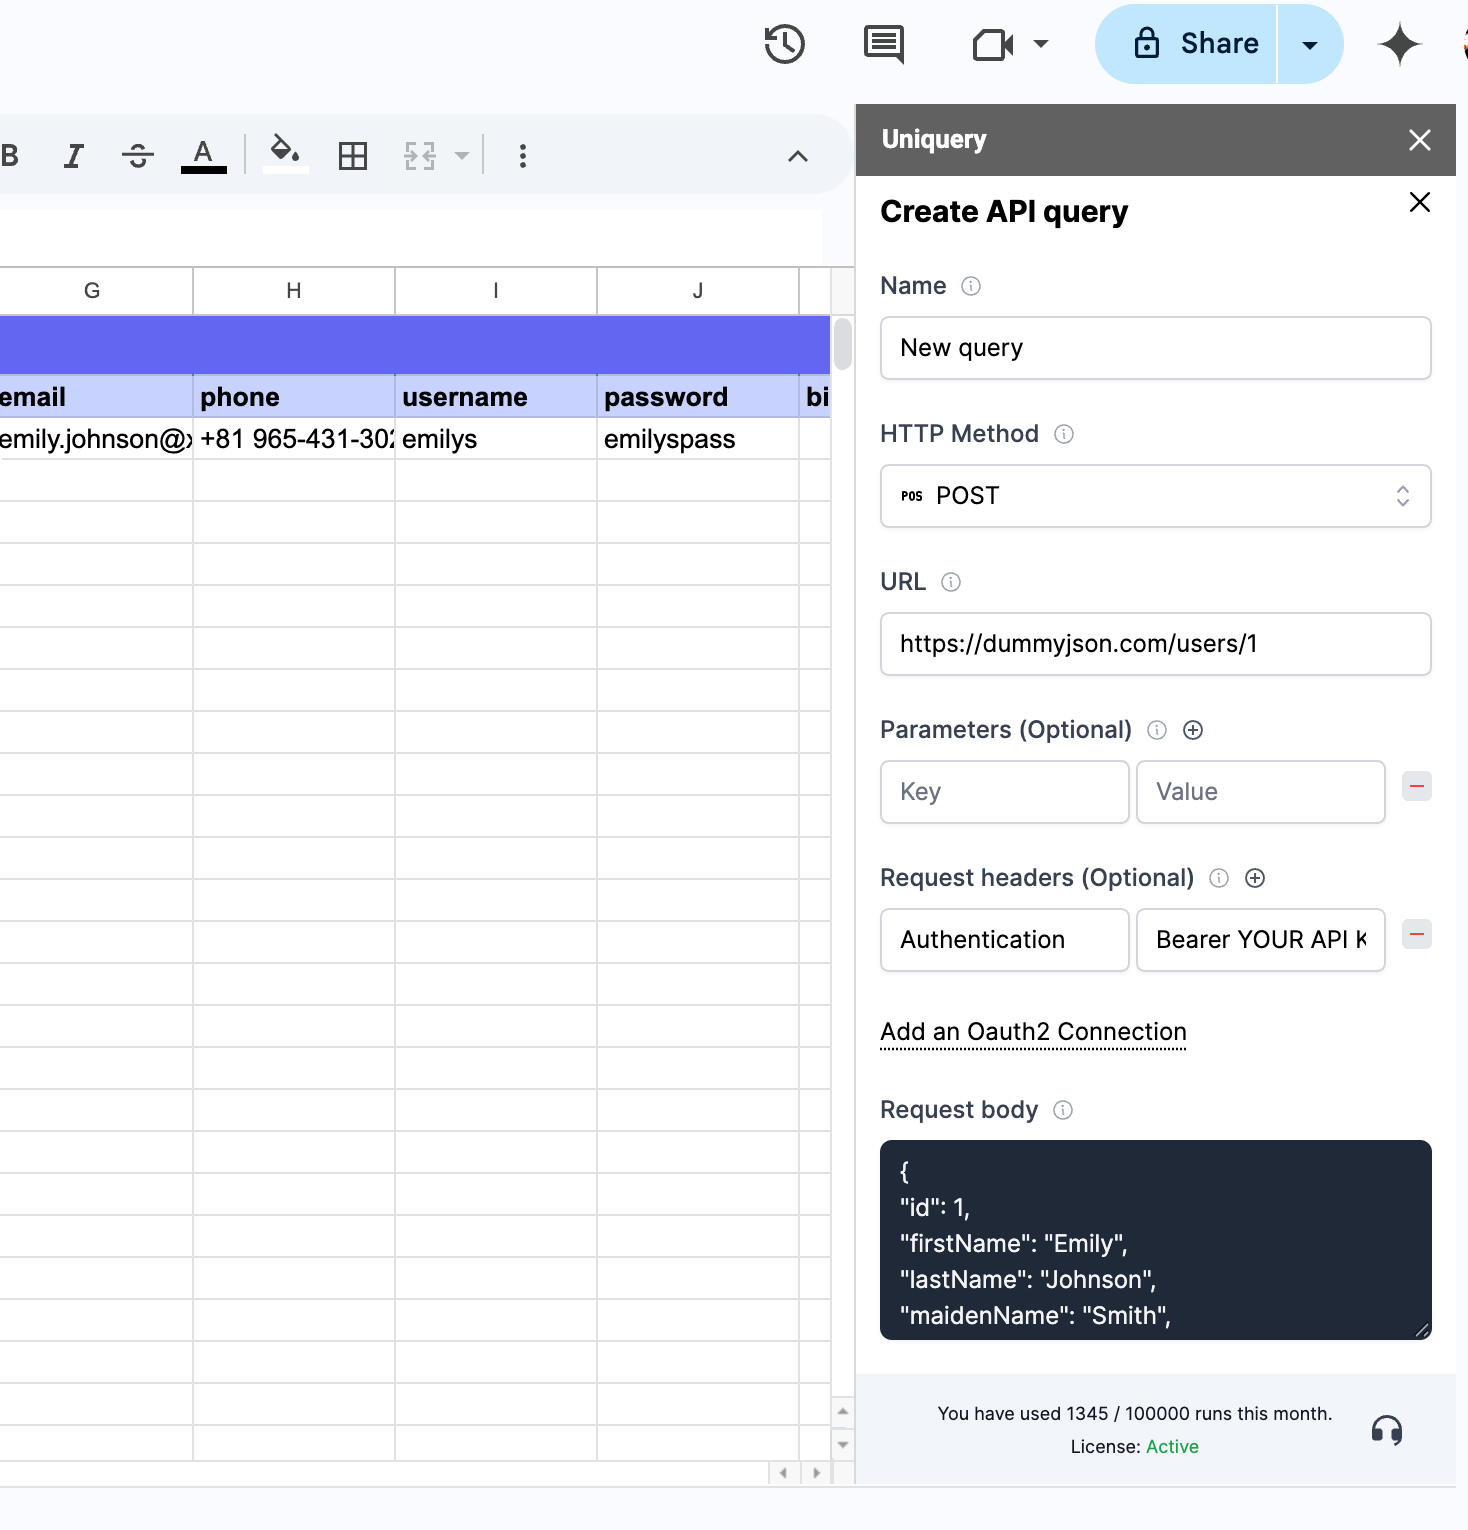 Share
B
I
A
Uniquery
Create API query
Name
New query
HTTP Method
POS POST
URL
https://dummyjson.com/users/1
Parameters (Optional)
Key Value
Request headers (Optional)
Authentication Bearer YOUR API K
Add an Oauth2 Connection
Request body
{
"id": 1,
"firstName": "Emily",
"lastName": "Johnson",
"maidenName": "Smith",
You have used 1345 / 100000 runs this month.
License: Active
G H I J
email phone username password bi
emily.johnson@x +81 965-431-302 emilys emilyspass